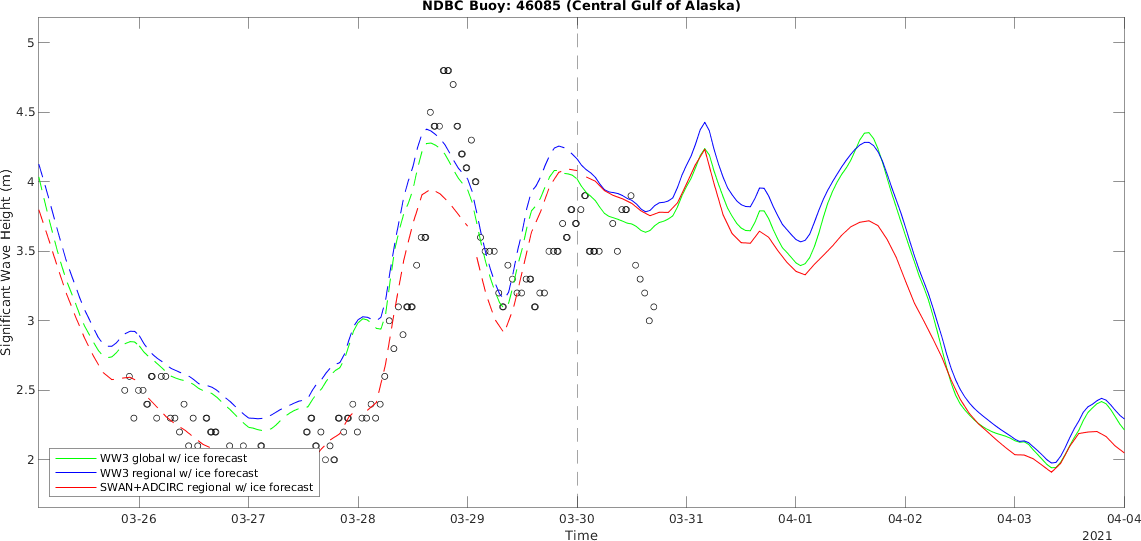 NDBC Buoy: 46085 (Central Gulf of Alaska)
5
4.5
4
3.5
3
2.5
2
Significant Wave Height (m)
WW3 global w/ ice forecast
WW3 regional w/ ice forecast
SWAN+ADCIRC regional w/ ice forecast
03-26 03-27 03-28 03-29 03-30 03-31 04-01 04-02 04-03 04-04
Time
2021